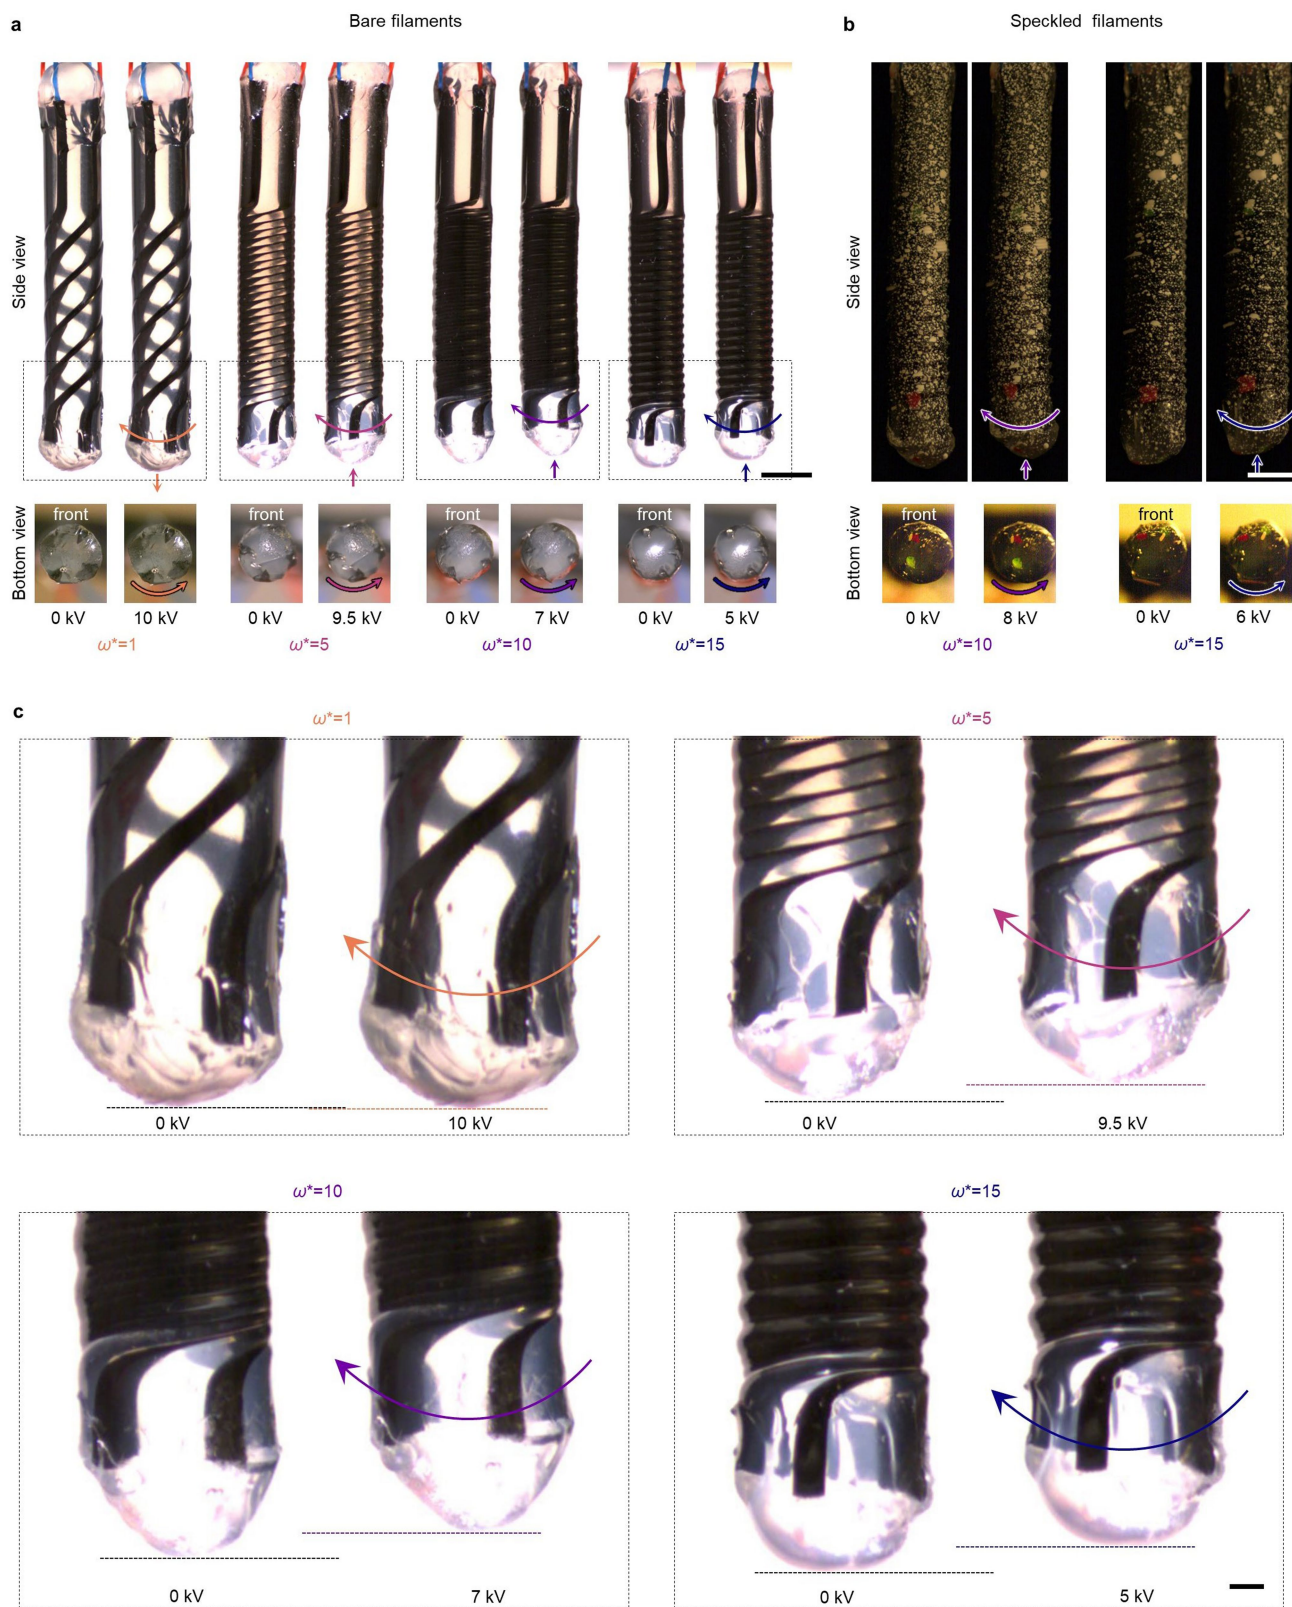 a
Bare filaments
b
Speckled filaments
Side view
Side view
Bottom view
front
front
front
front
Bottom view
front
front
0 kV
10 kV
0 kV
9.5 kV
0 kV
7 kV
0 kV
5 kV
0 kV
8 kV
0 kV
6 kV
ω*=1
ω*=5
ω*=10
ω*=15
ω*=10
ω*=15
c
ω*=1
ω*=5
0 kV
10 kV
0 kV
9.5 kV
ω*=10
ω*=15
0 kV
7 kV
0 kV
5 kV